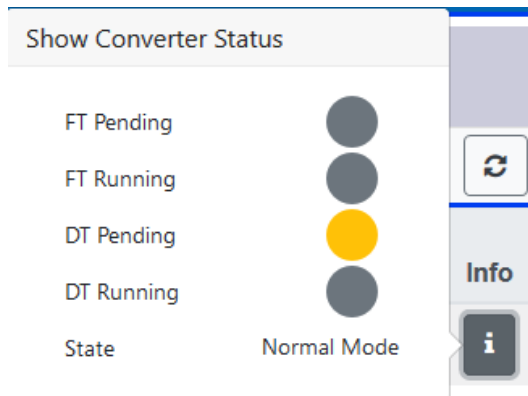 Show Converter Status
FT Pending
FT Running
DT Pending
DT Running
State Normal Mode
Info
i